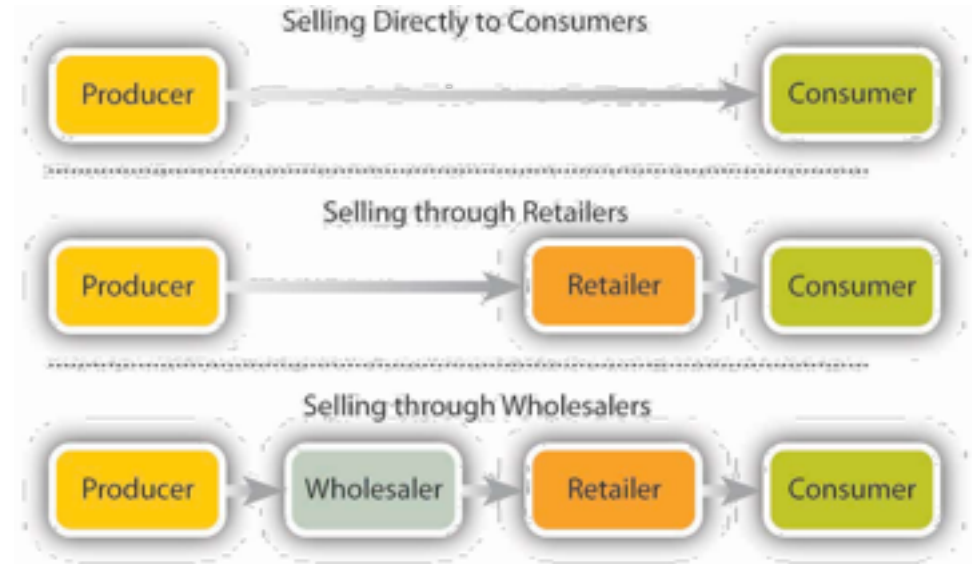 Selling Directly to Consumers
Producer Consumer
Selling through Retailers
Producer Retailer Consumer
Selling through Wholesalers
Producer Wholesaler Retailer Consumer